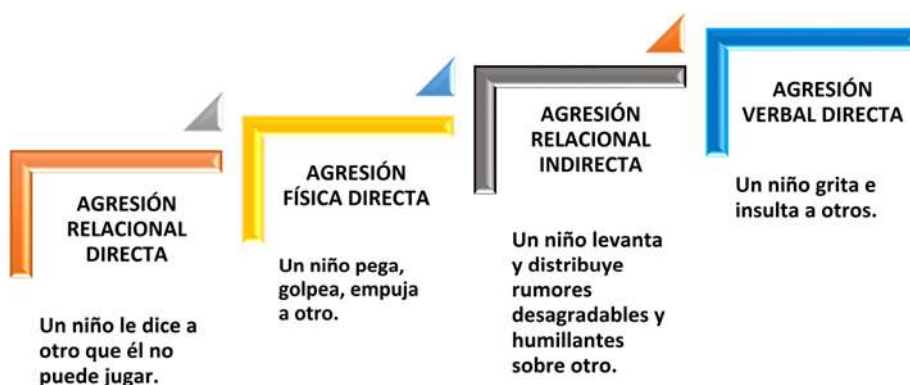 AGRESIÓN
RELACIONAL
DIRECTA
Un niño le dice a
otro que él no
puede jugar.
AGRESIÓN
FÍSICA DIRECTA
Un niño pega,
golpea, empuja
a otro.
AGRESIÓN
RELACIONAL
INDIRECTA
Un niño levanta
y distribuye
rumores
desagradables y
humillantes
sobre otro.
AGRESIÓN
VERBAL DIRECTA
Un niño grita e
insulta a otros.